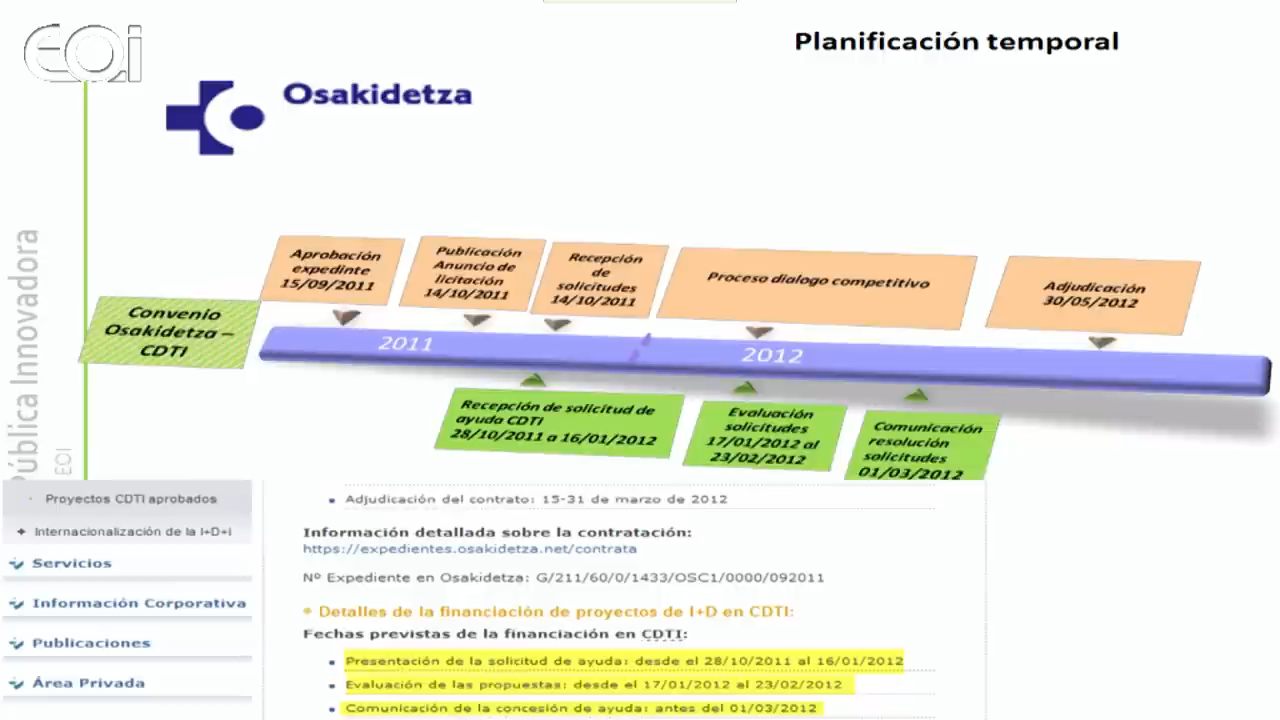 eoi
Planificación temporal
Osakidetza
Pública Innovadora
EOI
Convenio
Osakidetza –
CDTI
Aprobación
expedinte
15/09/2011
Publicación
Anuncio de
licitación
14/10/2011
Recepción
de
solicitudes
14/10/2011
Proceso dialogo competitivo
Adjudicación
30/05/2012
2011
2012
Recepción de solicitud de
ayuda CDTI
28/10/2011 a 16/01/2012
Evaluación
solicitudes
17/01/2012 al
23/02/2012
Comunicación
resolución
solicitudes
01/03/2012
Proyectos CDTI aprobados
Internacionalización de la I+D+I
Servicios
Información Corporativa
Publicaciones
Área Privada
Adjudicación del contrato: 15-31 de marzo de 2012
Información detallada sobre la contratación:
https://expedientes.osakidetza.net/contrata
Nº Expediente en Osakidetza: G/211/60/0/1433/OSC1/0000/092011
Detalles de la financiación de proyectos de I+D en CDTI:
Fechas previstas de la financiación en CDTI:
Presentación de la solicitud de ayuda: desde el 28/10/2011 al 16/01/2012
Evaluación de las propuestas: desde el 17/01/2012 al 23/02/2012
Comunicación de la concesión de ayuda: antes del 01/03/2012